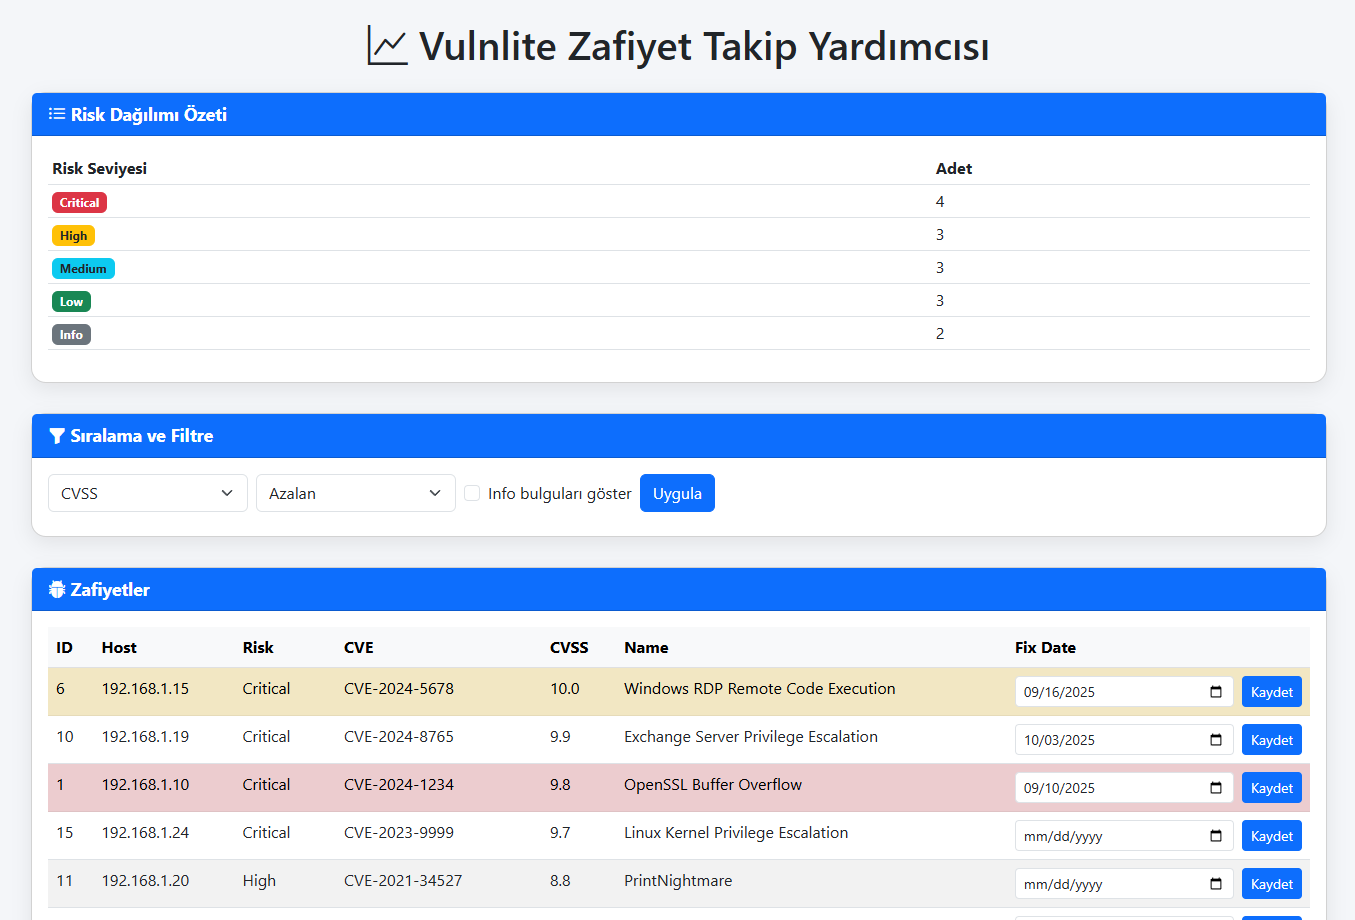 Vulnlite Zafiyet Takip Yardımcısı
Risk Dağılımı Özeti
Risk Seviyesi Adet
Critical 4
High 3
Medium 3
Low 3
Info 2
Sıralama ve Filtre
CVSS Azalan Info bulguları göster Uygula
Zafiyetler
ID Host Risk CVE CVSS Name Fix Date
6 192.168.1.15 Critical CVE-2024-5678 10.0 Windows RDP Remote Code Execution 09/16/2025 Kaydet
10 192.168.1.19 Critical CVE-2024-8765 9.9 Exchange Server Privilege Escalation 10/03/2025 Kaydet
1 192.168.1.10 Critical CVE-2024-1234 9.8 OpenSSL Buffer Overflow 09/10/2025 Kaydet
15 192.168.1.24 Critical CVE-2023-9999 9.7 Linux Kernel Privilege Escalation mm/dd/yyyy Kaydet
11 192.168.1.20 High CVE-2021-34527 8.8 PrintNightmare mm/dd/yyyy Kaydet